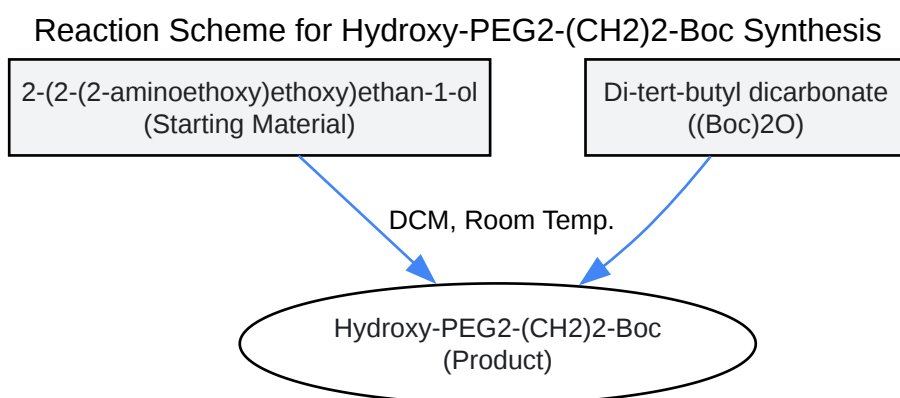 Reaction Scheme for Hydroxy-PEG2-(CH2)2-Boc Synthesis
2-(2-(2-aminoethoxy)ethoxy)ethan-1-ol
(Starting Material)
Di-tert-butyl dicarbonate
((Boc)2O)
DCM, Room Temp.
Hydroxy-PEG2-(CH2)2-Boc
(Product)